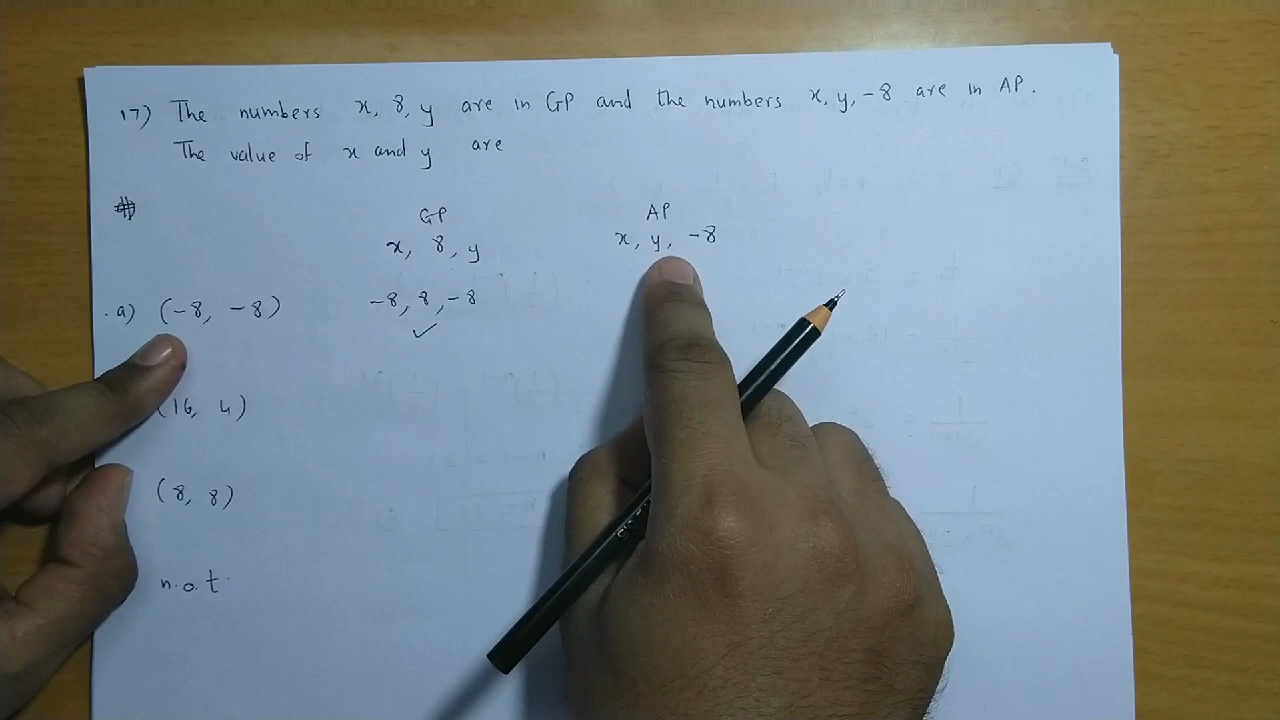 17) The numbers x, 8, y are in GP and the numbers x, y, -8 are in AP.
The value of x and y are
GP AP
x, 8, y x, y, -8
a) (-8, -8) -8, 8, -8
✓
(16, 4)
(8, 8)
n.o.t.